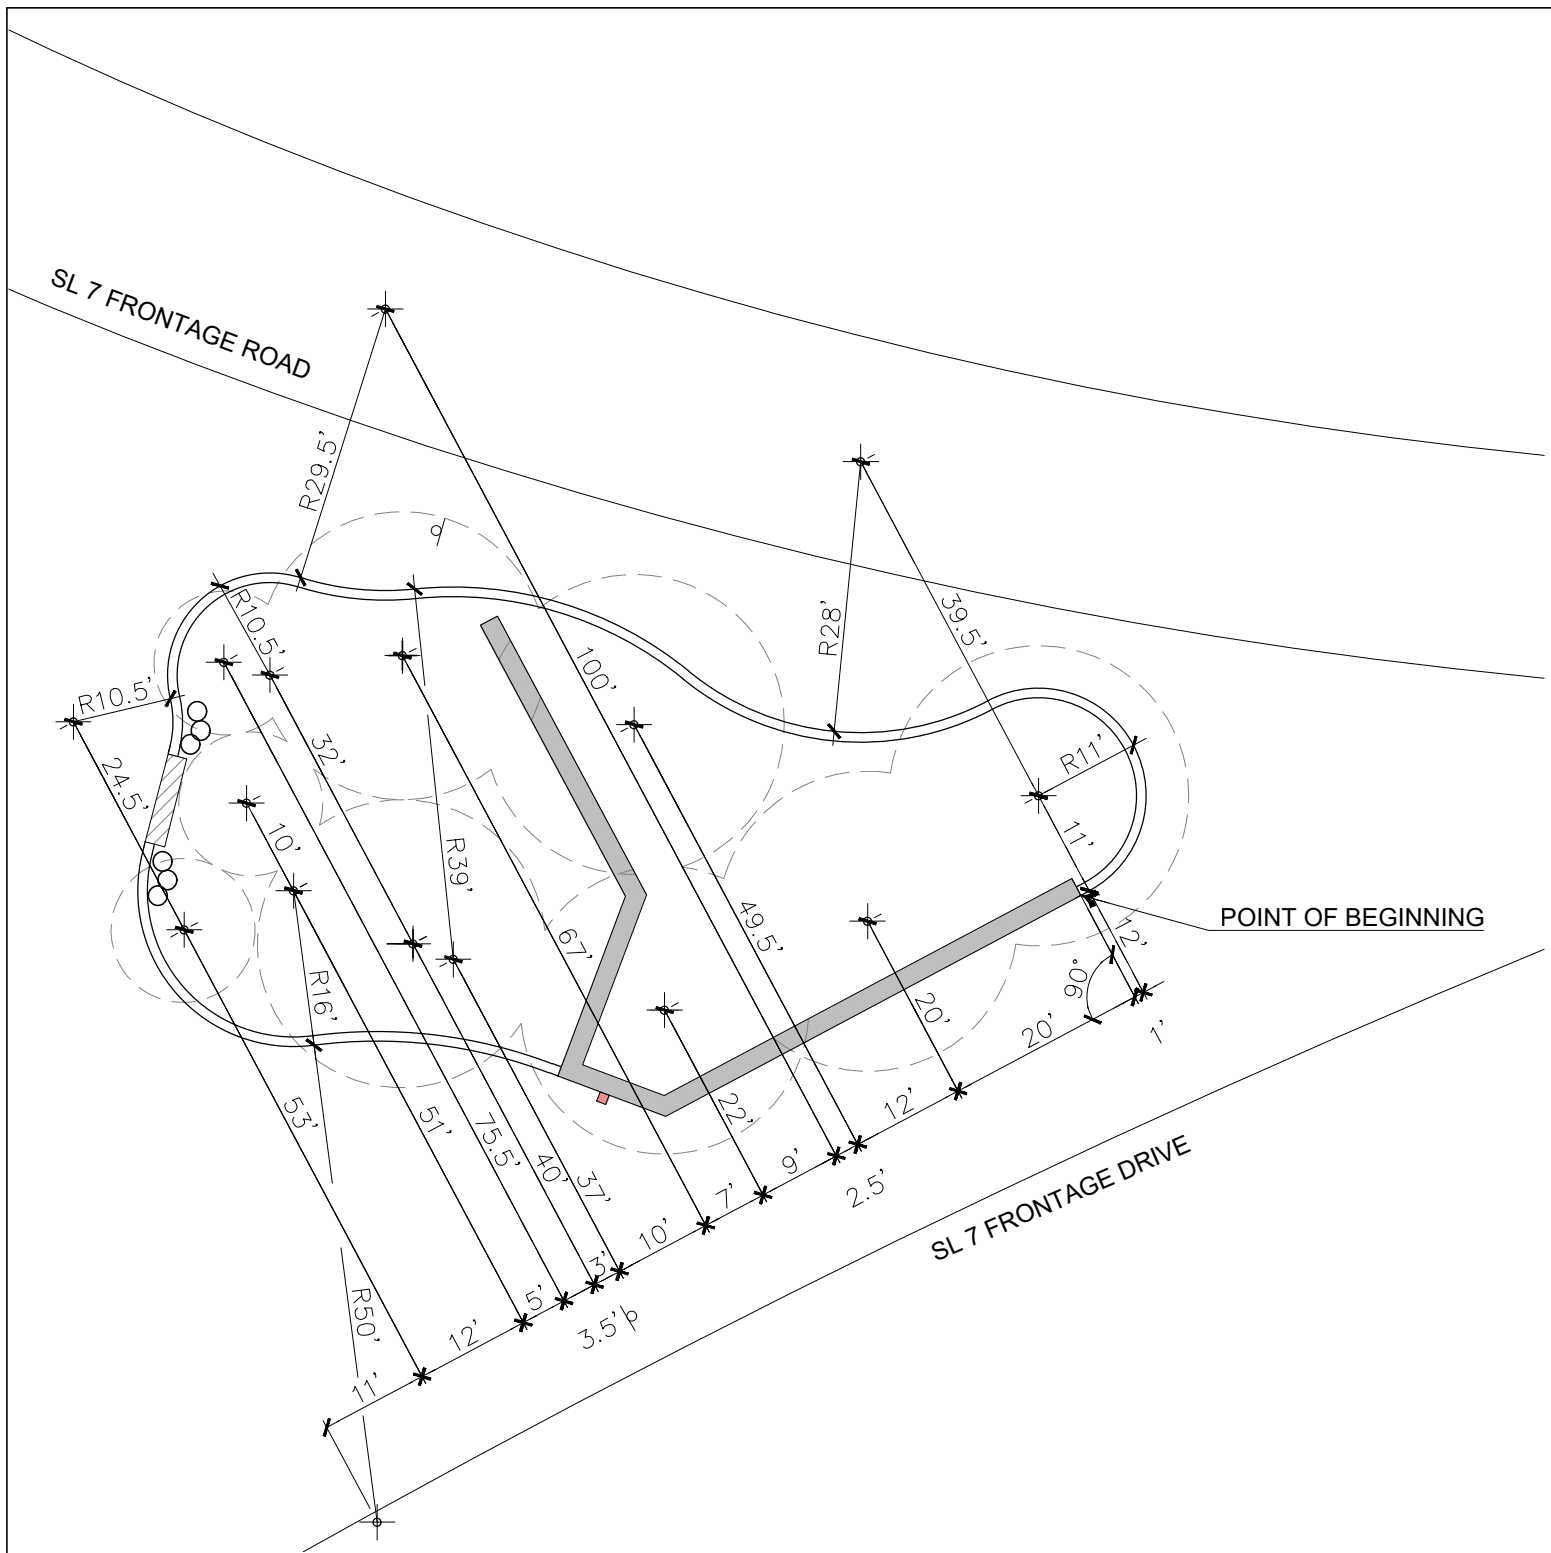 SL 7 FRONTAGE ROAD
R29.5’
R28’
39.5’
R10.5’
100’
R10.5’
32’
24.5’
R11’
11’
10’
R39’
67’
49.5’
POINT OF BEGINNING
12’
90°
R16’
20’
20’
1’
53’
51’
75.5’
40’
37’
22’
12’
9’
2.5’
7’
10’
SL 7 FRONTAGE DRIVE
3’
5’
3.5’
R50’
12’
11’